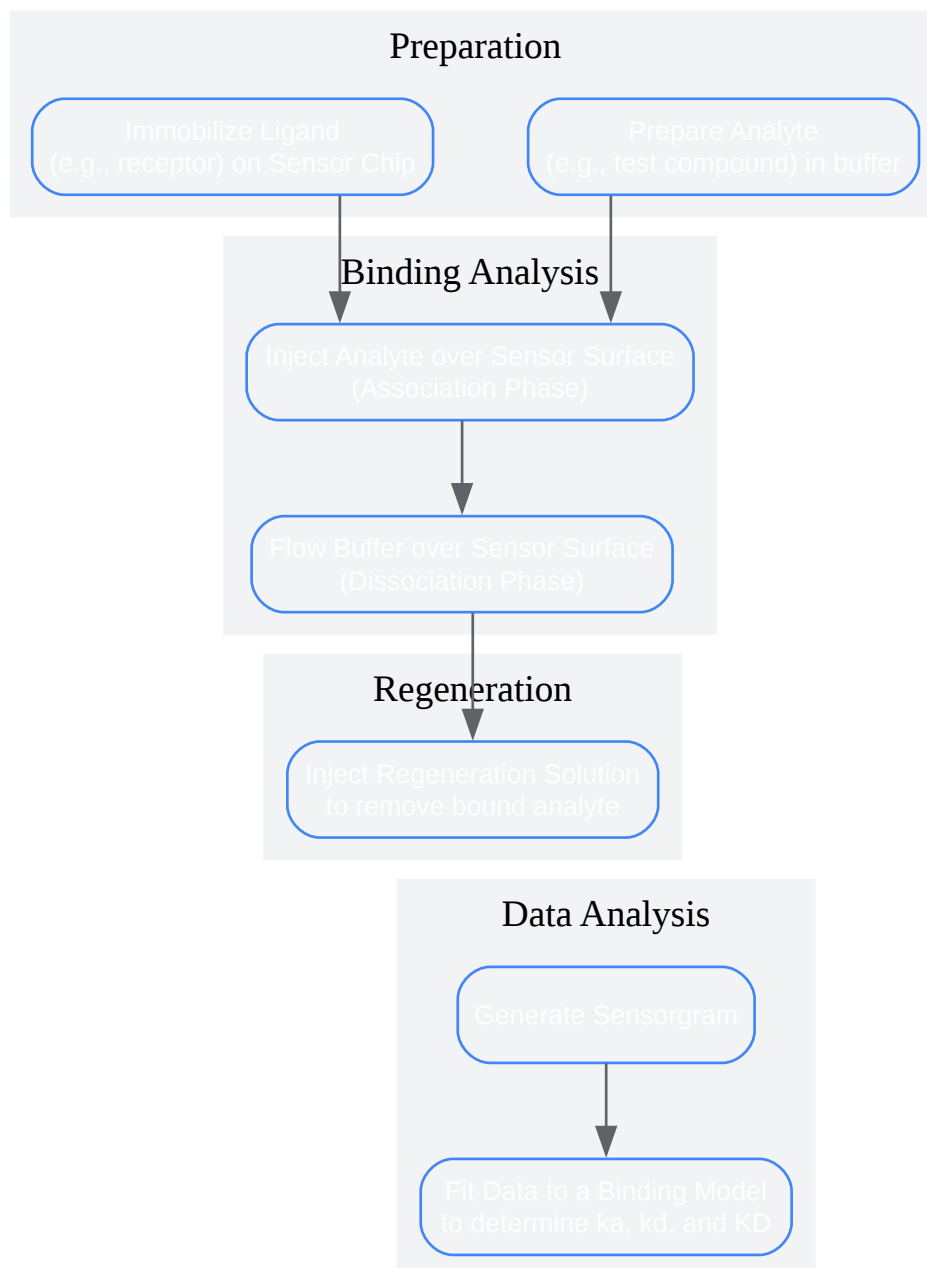 Preparation
Immobilize Ligand
(e.g., receptor) on Sensor Chip
Prepare Analyte
(e.g., test compound) in buffer
Binding Analysis
Inject Analyte over Sensor Surface
(Association Phase)
Flow Buffer over Sensor Surface
(Dissociation Phase)
Regeneration
Inject Regeneration Solution
to remove bound analyte
Data Analysis
Generate Sensorgram
Fit Data to a Binding Model
to determine ka, kd, and KD